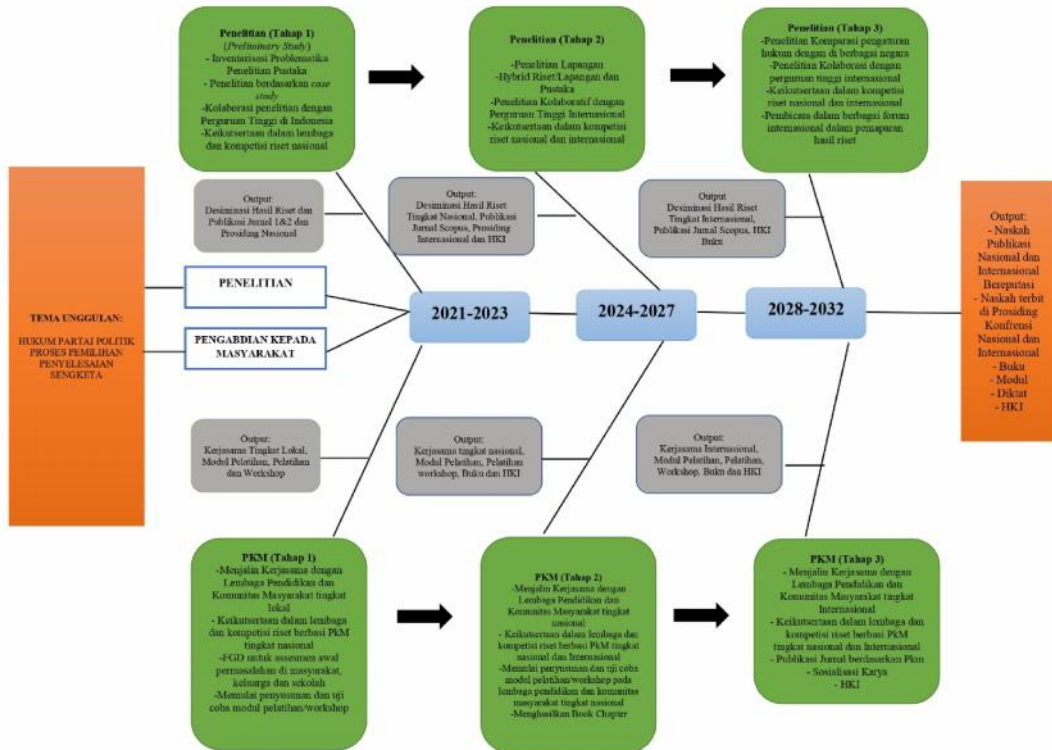 Penelitian (Tahap 1)
(Preliminary Study)
- Inventarisasi Problematika
Penelitian Pustaka
- Penelitian berdasarkan case
study
-Kolaborasi penelitian dengan
Perguruan Tinggi di Indonesia
-Keikutsertaan dalam lembaga
dan kompetisi riset nasional
Penelitian (Tahap 2)
-Penelitian Lapangan
-Hybrid Riset/Lapangan dan
Pustaka
-Penelitian Kolaboratif dengan
Perguruan Tinggi Internasional
-Keikutsertaan dalam kompetisi
riset nasional dan internasional
Penelitian (Tahap 3)
-Penelitian Komparasi pengaturan
hukum dengan di berbagai negara
-Penelitian Kolaborasi dengan
perguruan tinggi internasional
-Keikutsertaan dalam kompetisi
riset nasional dan internasional
-Pembicara dalam berbagai forum
internasional dalam pemaparan
hasil riset
Output:
Desiminasi Hasil Riset dan
Publikasi Jurnal 1&2 dan
Prosiding Nasional
Output:
Desiminasi Hasil Riset
Tingkat Nasional, Publikasi
Jurnal Scopus, Prosiding
Internasional dan HKI
Output:
Desiminasi Hasil Riset
Tingkat Internasional,
Publikasi Jurnal Scopus, HKI
Buku
TEMA UNGGULAN:
HUKUM PARTAI POLITIK
PROSES PEMILIHAN
PENYELESAIAN
SENGKETA
PENELITIAN
PENGABDIAN KEPADA
MASYARAKAT
2021-2023
2024-2027
2028-2032
Output:
- Naskah
Publikasi
Nasional dan
Internasional
Bereputasi
- Naskah terbit
di Prosiding
Konfrensi
Nasional dan
Internasional
- Buku
- Modul
- Diktat
- HKI
Output:
Kerjasama Tingkat Lokal,
Modul Pelatihan, Pelatihan
dan Workshop
Output:
Kerjasama tingkat nasional,
Modul Pelatihan, Pelatihan
workshop, Buku dan HKI
Output:
Kerjasama Internasional,
Modul Pelatihan, Pelatihan,
Workshop, Buku dan HKI
PKM (Tahap 1)
-Menjalin Kerjasama dengan
Lembaga Pendidikan dan
Komunitas Masyarakat tingkat
lokal
- Keikutsertaan dalam lembaga
dan kompetisi riset berbasi PkM
tingkat nasional
-FGD untuk assesmen awal
permasalahan di masyarakat,
keluarga dan sekolah
-Memulai penyusunan dan uji
coba modul pelatihan/workshop
PKM (Tahap 2)
-Menjalin Kerjasama dengan
Lembaga Pendidikan dan
Komunitas Masyarakat tingkat
nasional
- Keikutsertaan dalam lembaga dan
kompetisi riset berbasi PkM tingkat
nasional dan Internasional
-Memulai penyusunan dan uji coba
modul pelatihan/workshop pada
lembaga pendidikan dan komunitas
masyarakat tingkat nasional
-Menghasilkan Book Chapter
PKM (Tahap 3)
- Menjalin Kerjasama dengan
Lembaga Pendidikan dan
Komunitas Masyarakat tingkat
Internasional
- Keikutsertaan dalam lembaga dan
kompetisi riset berbasi PkM
tingkat nasional dan Internasional
- Publikasi Jurnal berdasarkan Pkm
- Sosialisasi Karya
- HKI